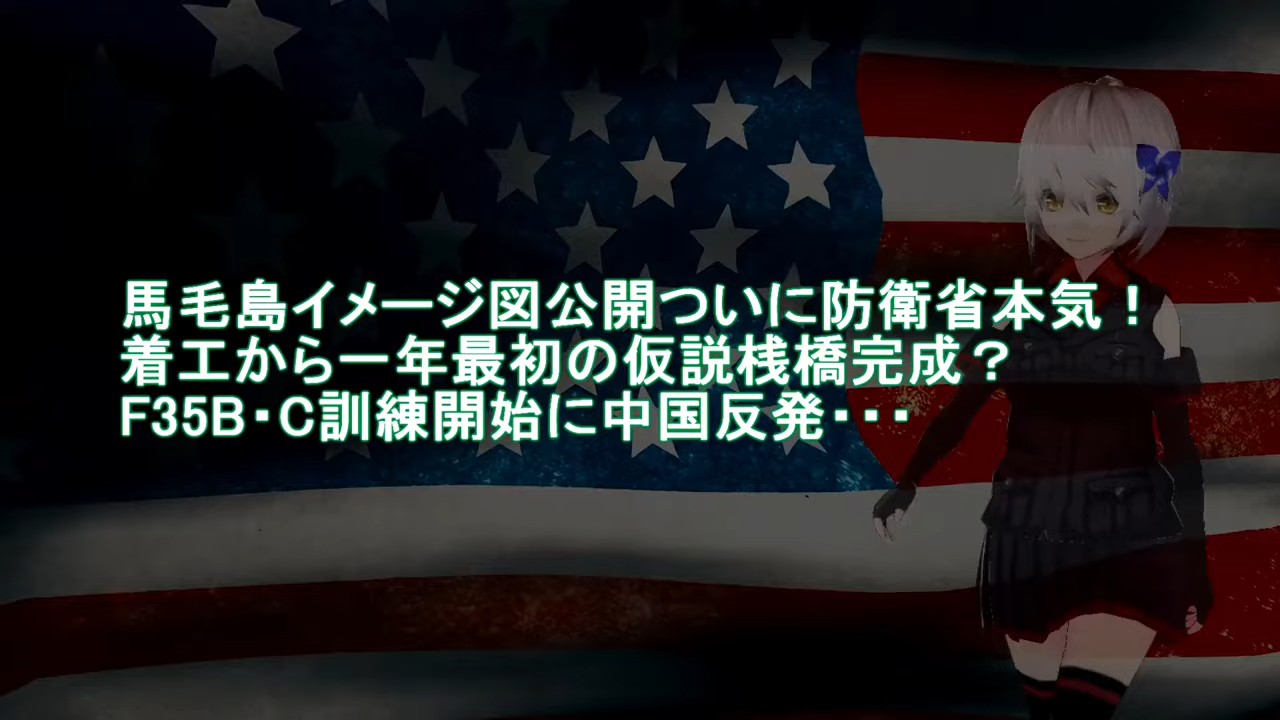 馬毛島イメージ図公開ついに防衛省本気！
着工から一年最初の仮説桟橋完成？
F35B・C訓練開始に中国反発・・・